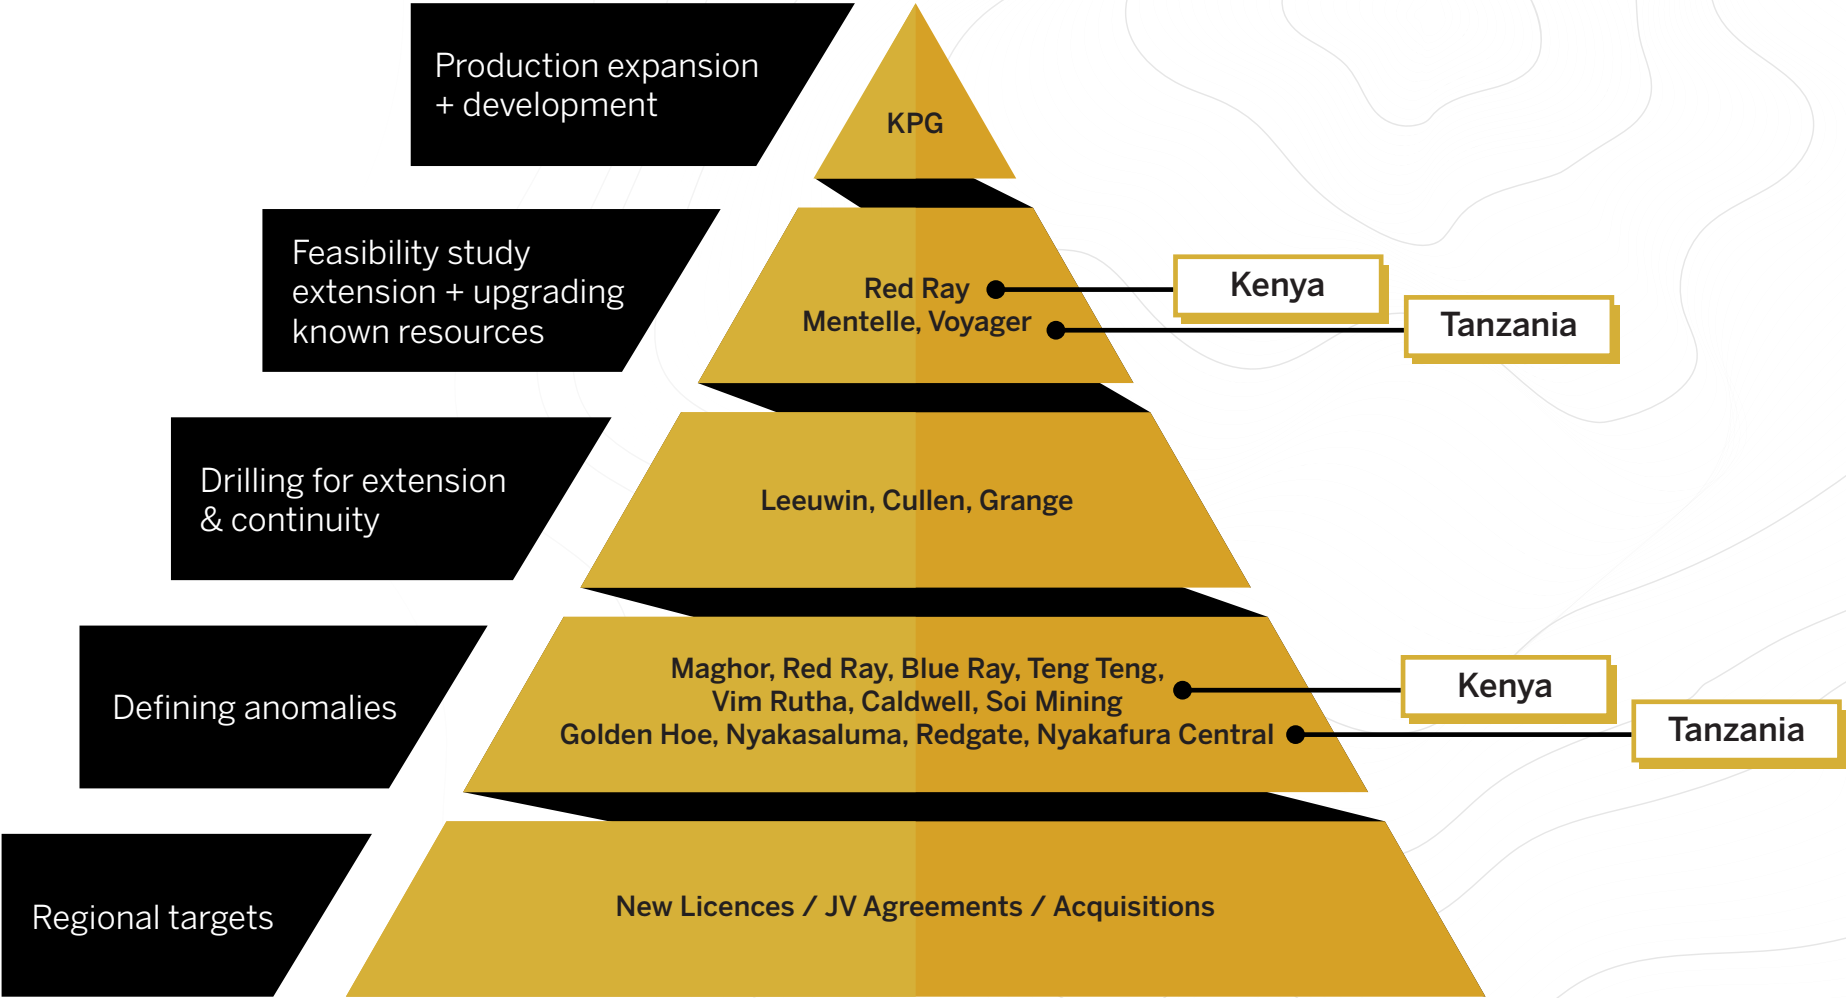 Production expansion
+ development
KPG
Feasibility study
extension + upgrading
known resources
Red Ray
Mentelle, Voyager
Kenya
Tanzania
Drilling for extension
& continuity
Leeuwin, Cullen, Grange
Defining anomalies
Maghor, Red Ray, Blue Ray, Teng Teng,
Vim Rutha, Caldwell, Soi Mining
Golden Hoe, Nyakasaluma, Redgate, Nyakafura Central
Kenya
Tanzania
Regional targets
New Licences / JV Agreements / Acquisitions